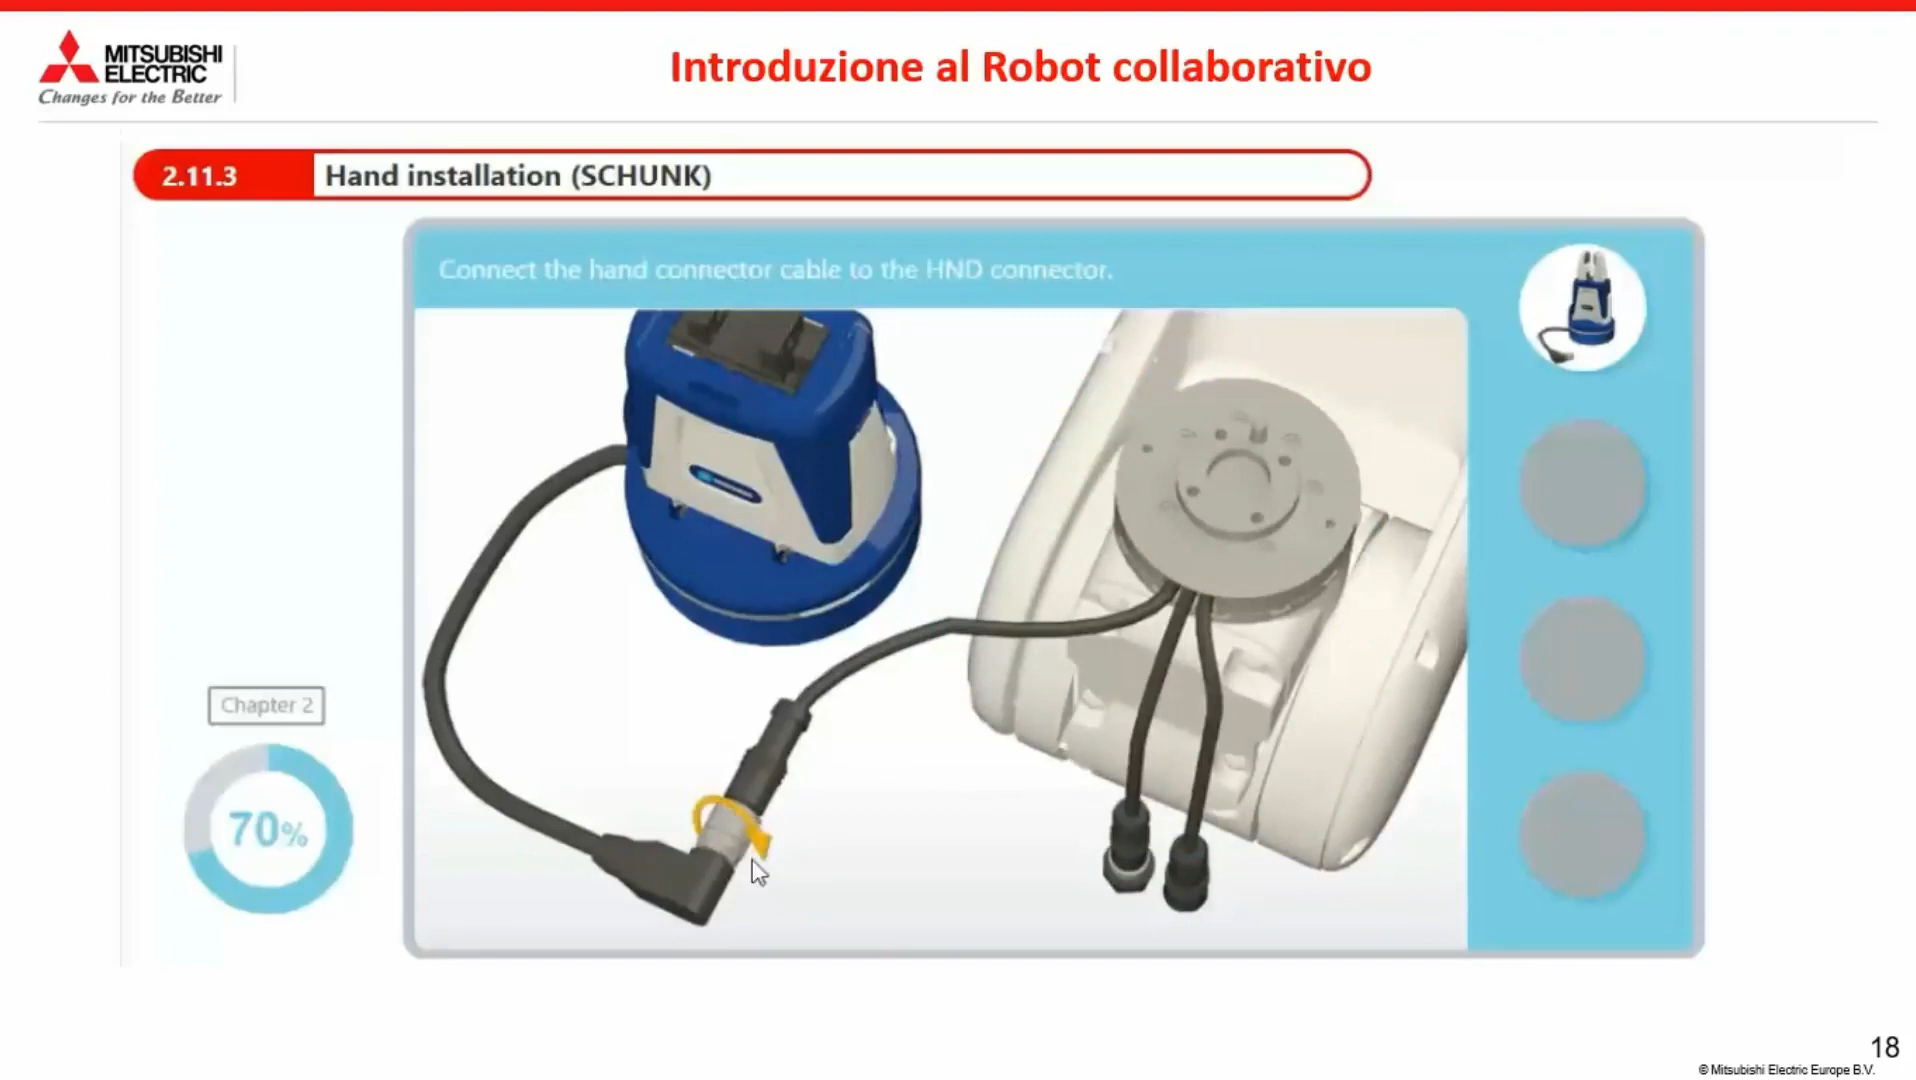 MITSUBISHI
ELECTRIC
Changes for the Better
Introduzione al Robot collaborativo
2.11.3 Hand installation (SCHUNK)
Connect the hand connector cable to the HND connector.
Chapter 2
70%
18
© Mitsubishi Electric Europe B.V.